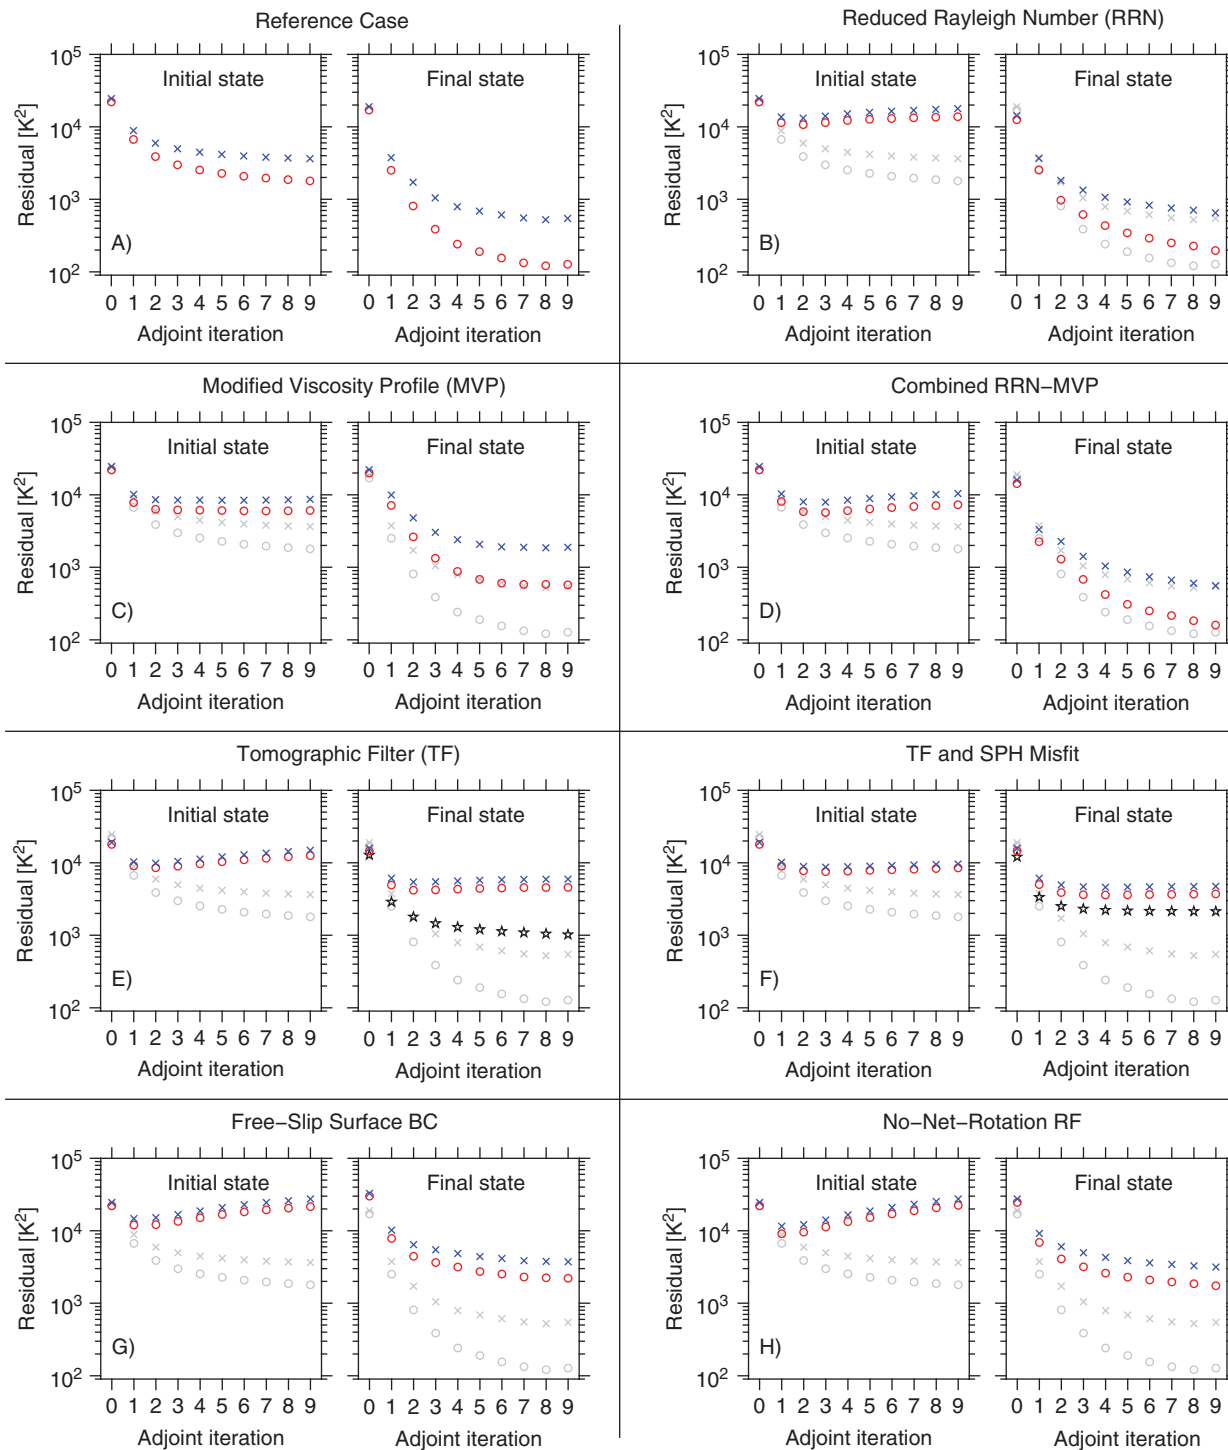 Reference Case
Residual [K²]
10⁵
10⁴
10³
10²
Initial state
Final state
A)
0 1 2 3 4 5 6 7 8 9
0 1 2 3 4 5 6 7 8 9
Adjoint iteration
Adjoint iteration
Reduced Rayleigh Number (RRN)
Residual [K²]
10⁵
10⁴
10³
10²
Initial state
Final state
B)
0 1 2 3 4 5 6 7 8 9
0 1 2 3 4 5 6 7 8 9
Adjoint iteration
Adjoint iteration
Modified Viscosity Profile (MVP)
Residual [K²]
10⁵
10⁴
10³
10²
Initial state
Final state
C)
0 1 2 3 4 5 6 7 8 9
0 1 2 3 4 5 6 7 8 9
Adjoint iteration
Adjoint iteration
Combined RRN−MVP
Residual [K²]
10⁵
10⁴
10³
10²
Initial state
Final state
D)
0 1 2 3 4 5 6 7 8 9
0 1 2 3 4 5 6 7 8 9
Adjoint iteration
Adjoint iteration
Tomographic Filter (TF)
Residual [K²]
10⁵
10⁴
10³
10²
Initial state
Final state
E)
0 1 2 3 4 5 6 7 8 9
0 1 2 3 4 5 6 7 8 9
Adjoint iteration
Adjoint iteration
TF and SPH Misfit
Residual [K²]
10⁵
10⁴
10³
10²
Initial state
Final state
F)
0 1 2 3 4 5 6 7 8 9
0 1 2 3 4 5 6 7 8 9
Adjoint iteration
Adjoint iteration
Free−Slip Surface BC
Residual [K²]
10⁵
10⁴
10³
10²
Initial state
Final state
G)
0 1 2 3 4 5 6 7 8 9
0 1 2 3 4 5 6 7 8 9
Adjoint iteration
Adjoint iteration
No−Net−Rotation RF
Residual [K²]
10⁵
10⁴
10³
10²
Initial state
Final state
H)
0 1 2 3 4 5 6 7 8 9
0 1 2 3 4 5 6 7 8 9
Adjoint iteration
Adjoint iteration